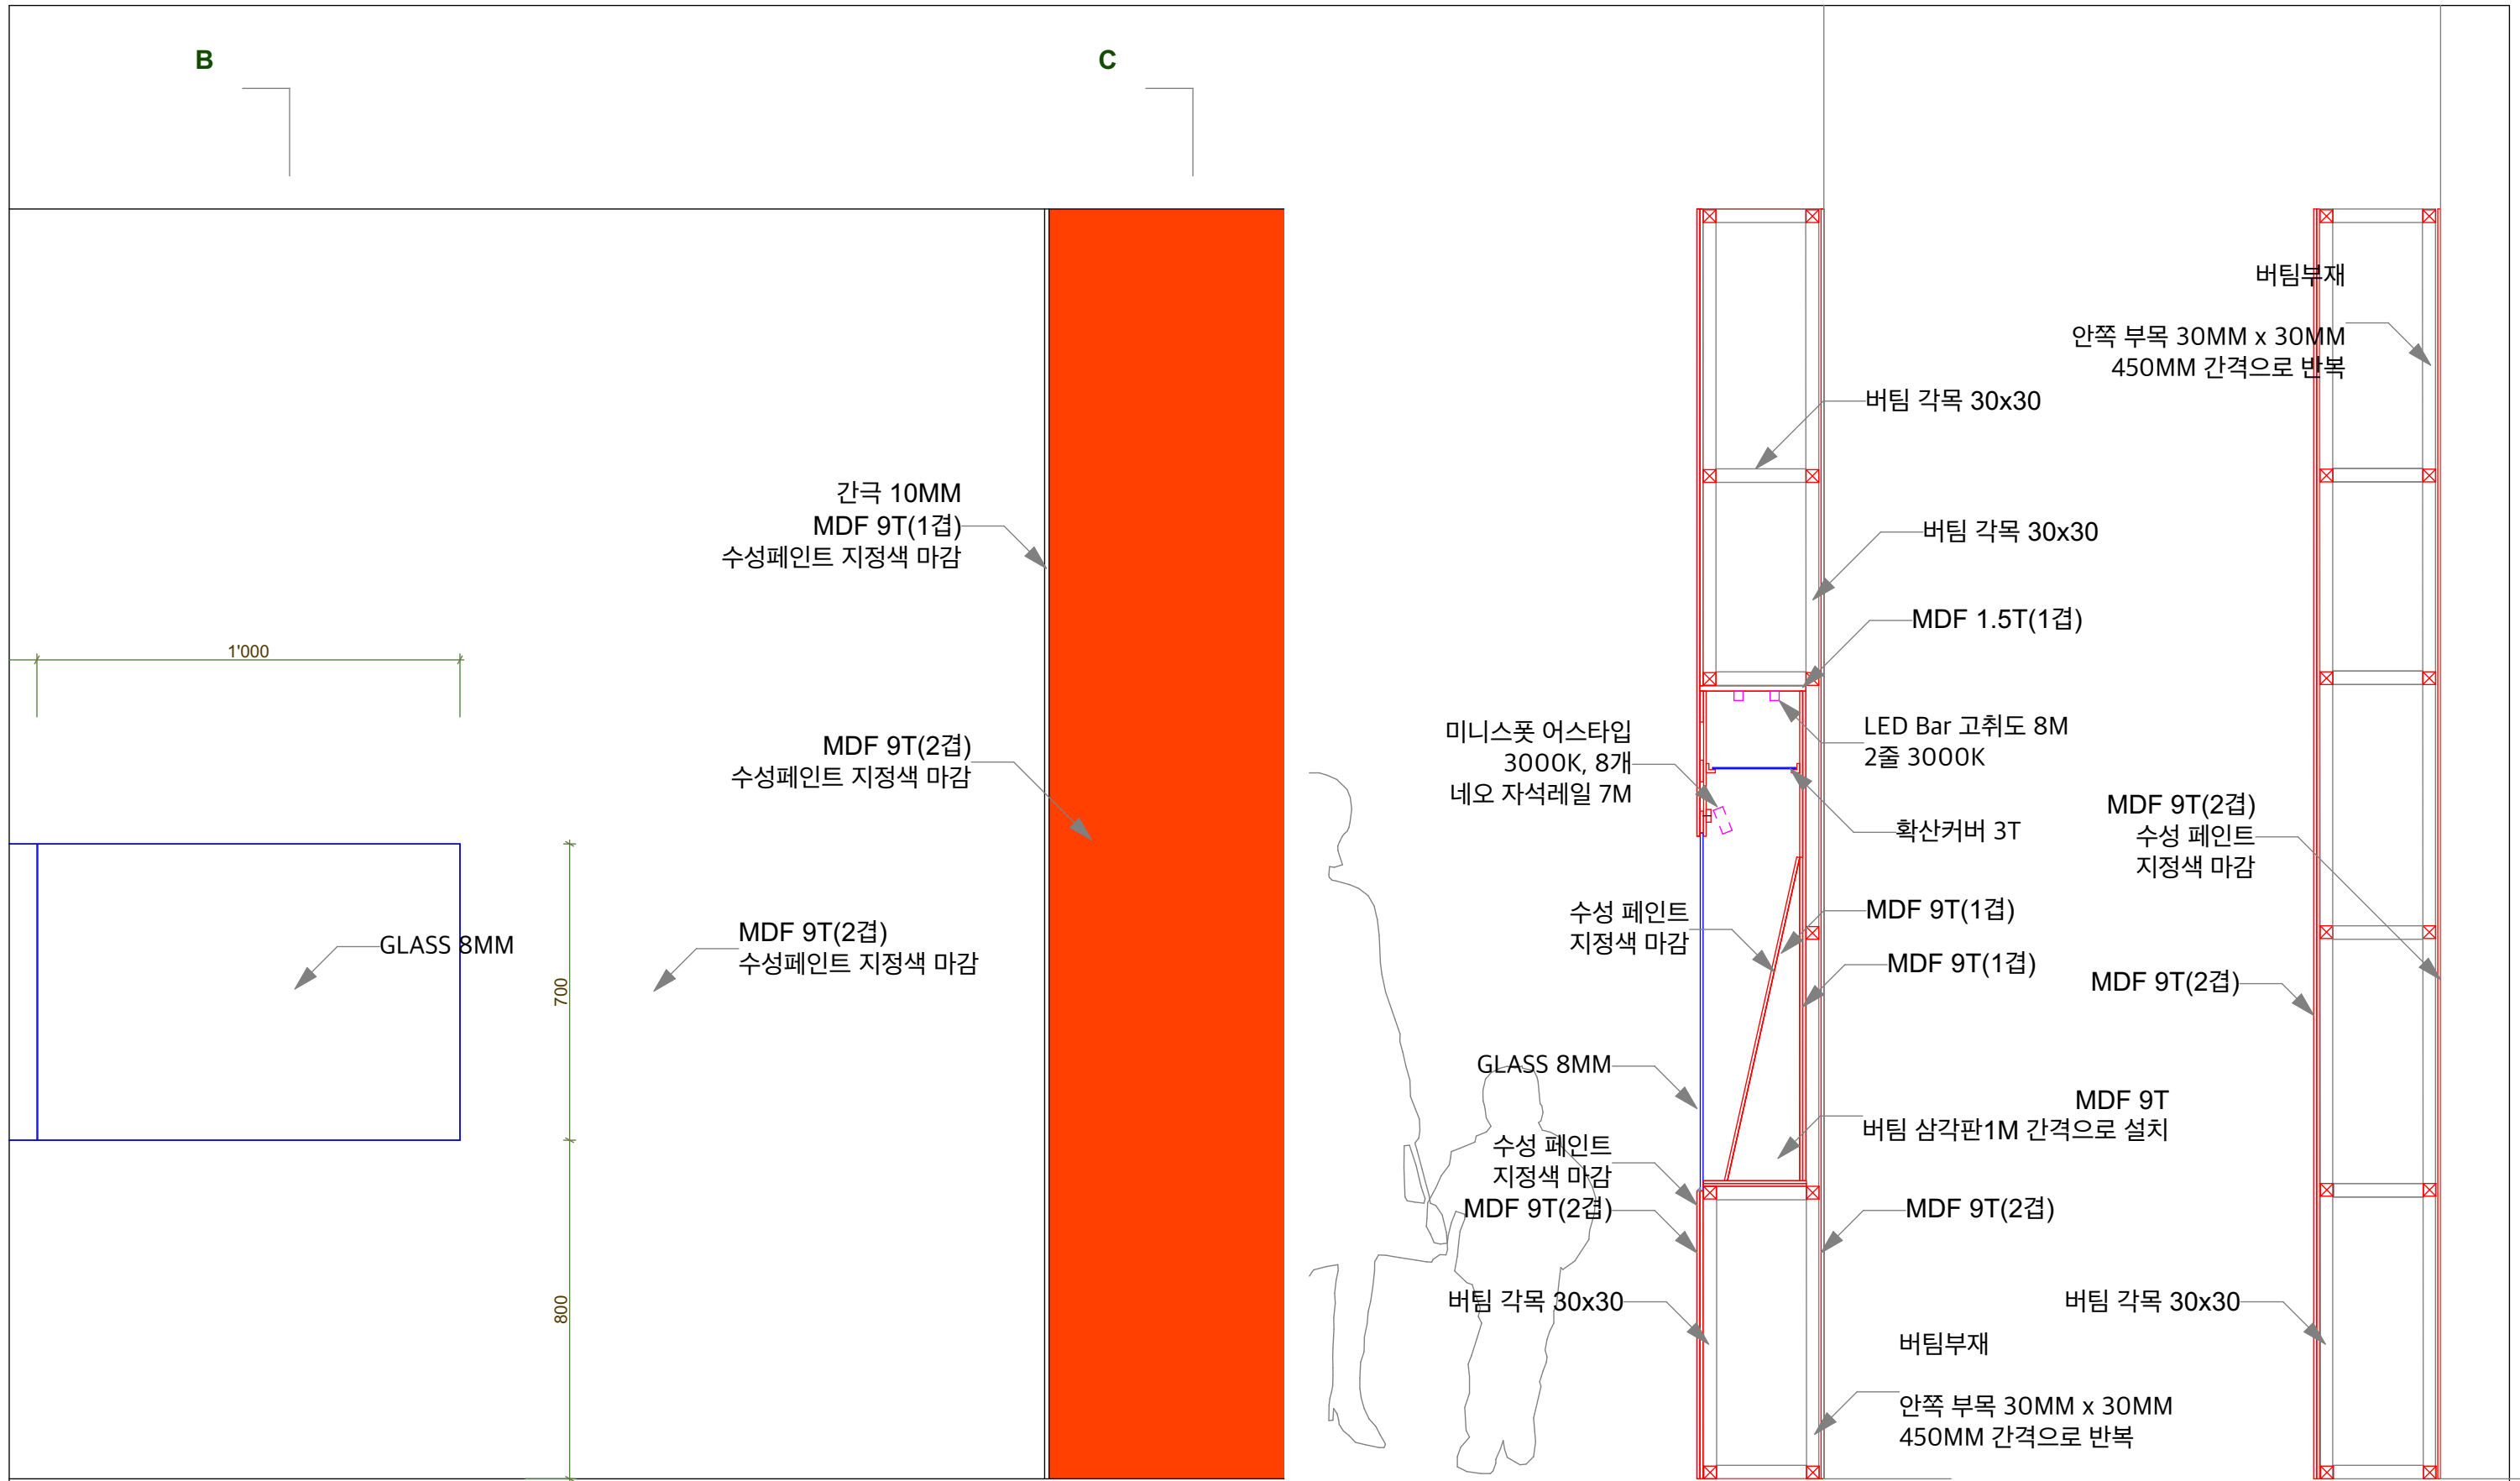 B
C
1'000
간극 10MM
MDF 9T(1겹)
수성페인트 지정색 마감
MDF 9T(2겹)
수성페인트 지정색 마감
GLASS 8MM
MDF 9T(2겹)
수성페인트 지정색 마감
700
800
버팀 각목 30x30
버팀 각목 30x30
MDF 1.5T(1겹)
미니스폿 어스타입
3000K, 8개
네오 자석레일 7M
LED Bar 고취도 8M
2줄 3000K
확산커버 3T
수성 페인트
지정색 마감
MDF 9T(1겹)
MDF 9T(1겹)
GLASS 8MM
MDF 9T
버팀 삼각판1M 간격으로 설치
수성 페인트
지정색 마감
MDF 9T(2겹)
MDF 9T(2겹)
버팀 각목 30x30
버팀부재
안쪽 부목 30MM x 30MM
450MM 간격으로 반복
버팀부재
안쪽 부목 30MM x 30MM
450MM 간격으로 반복
MDF 9T(2겹)
수성 페인트
지정색 마감
MDF 9T(2겹)
버팀 각목 30x30